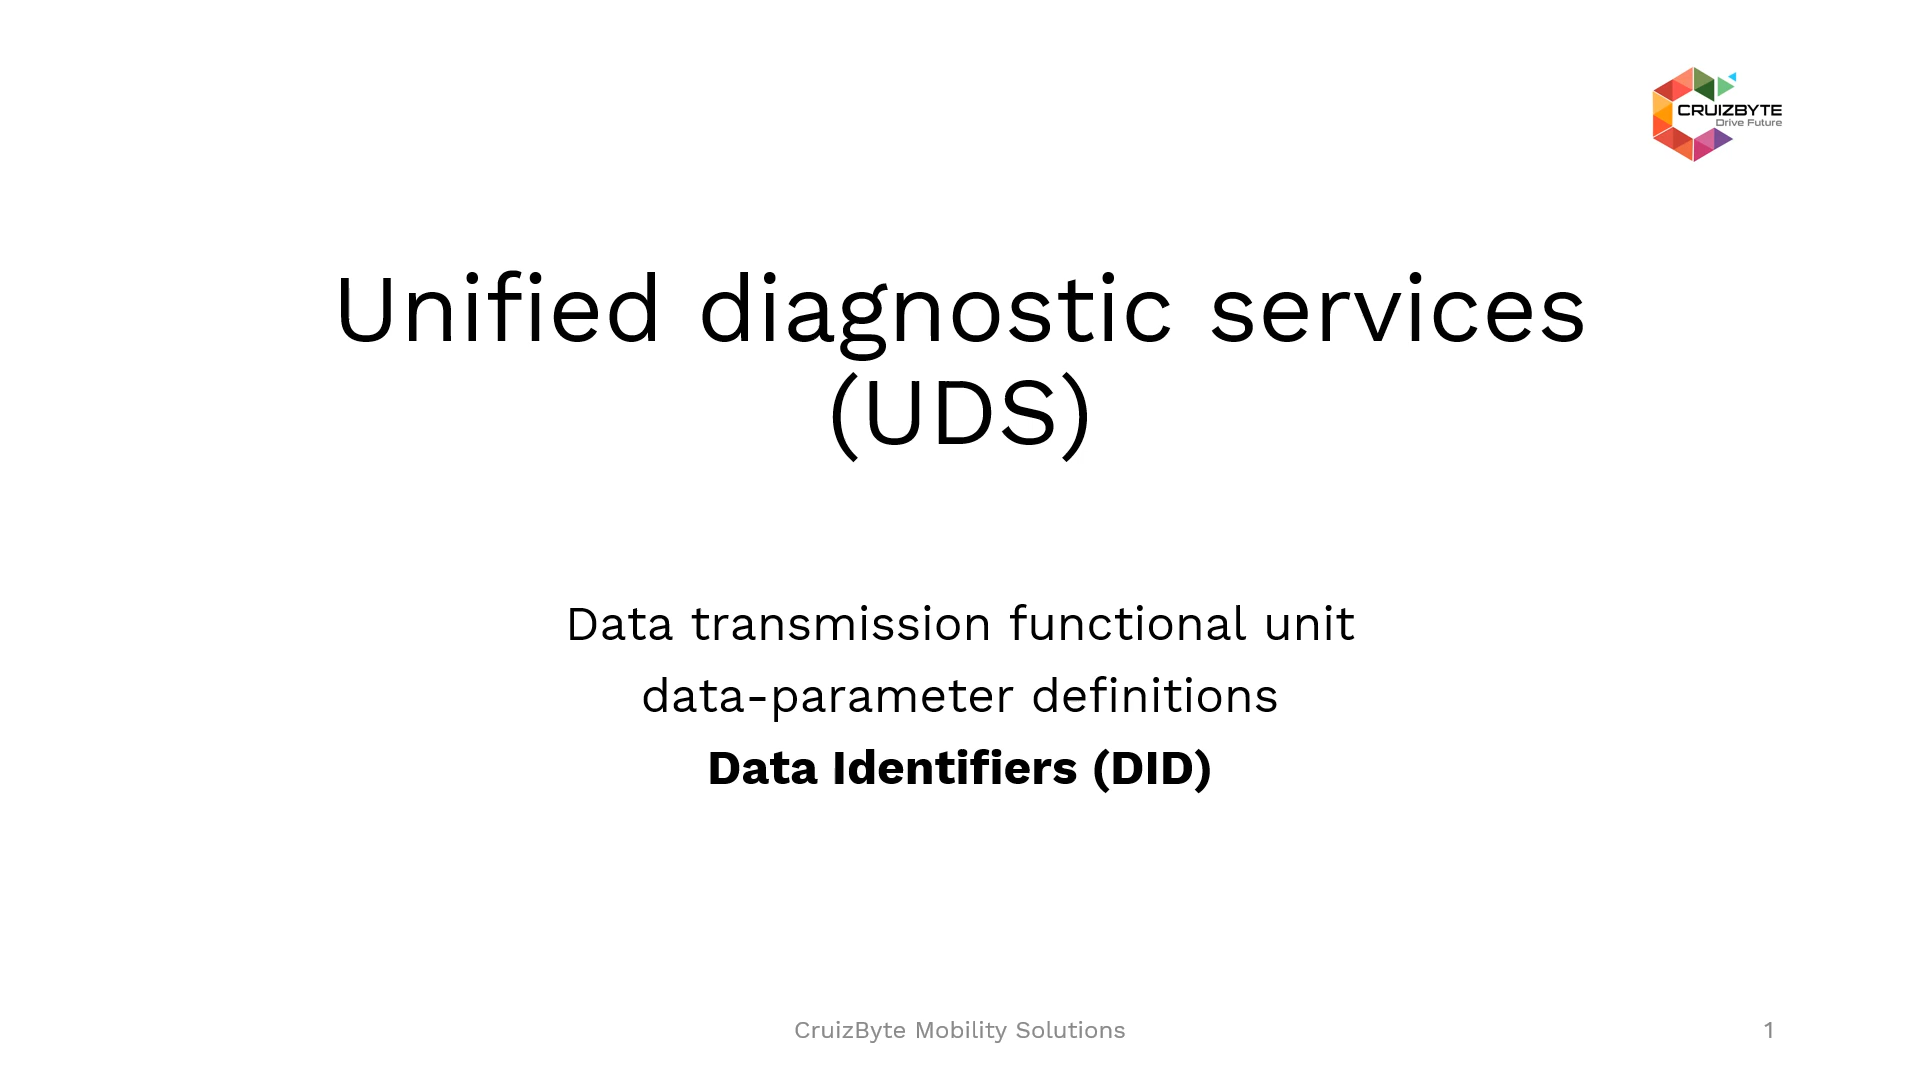 CRUIZBYTE
Drive Future
Unified diagnostic services
(UDS)
Data transmission functional unit
data-parameter definitions
Data Identifiers (DID)
CruizByte Mobility Solutions
1